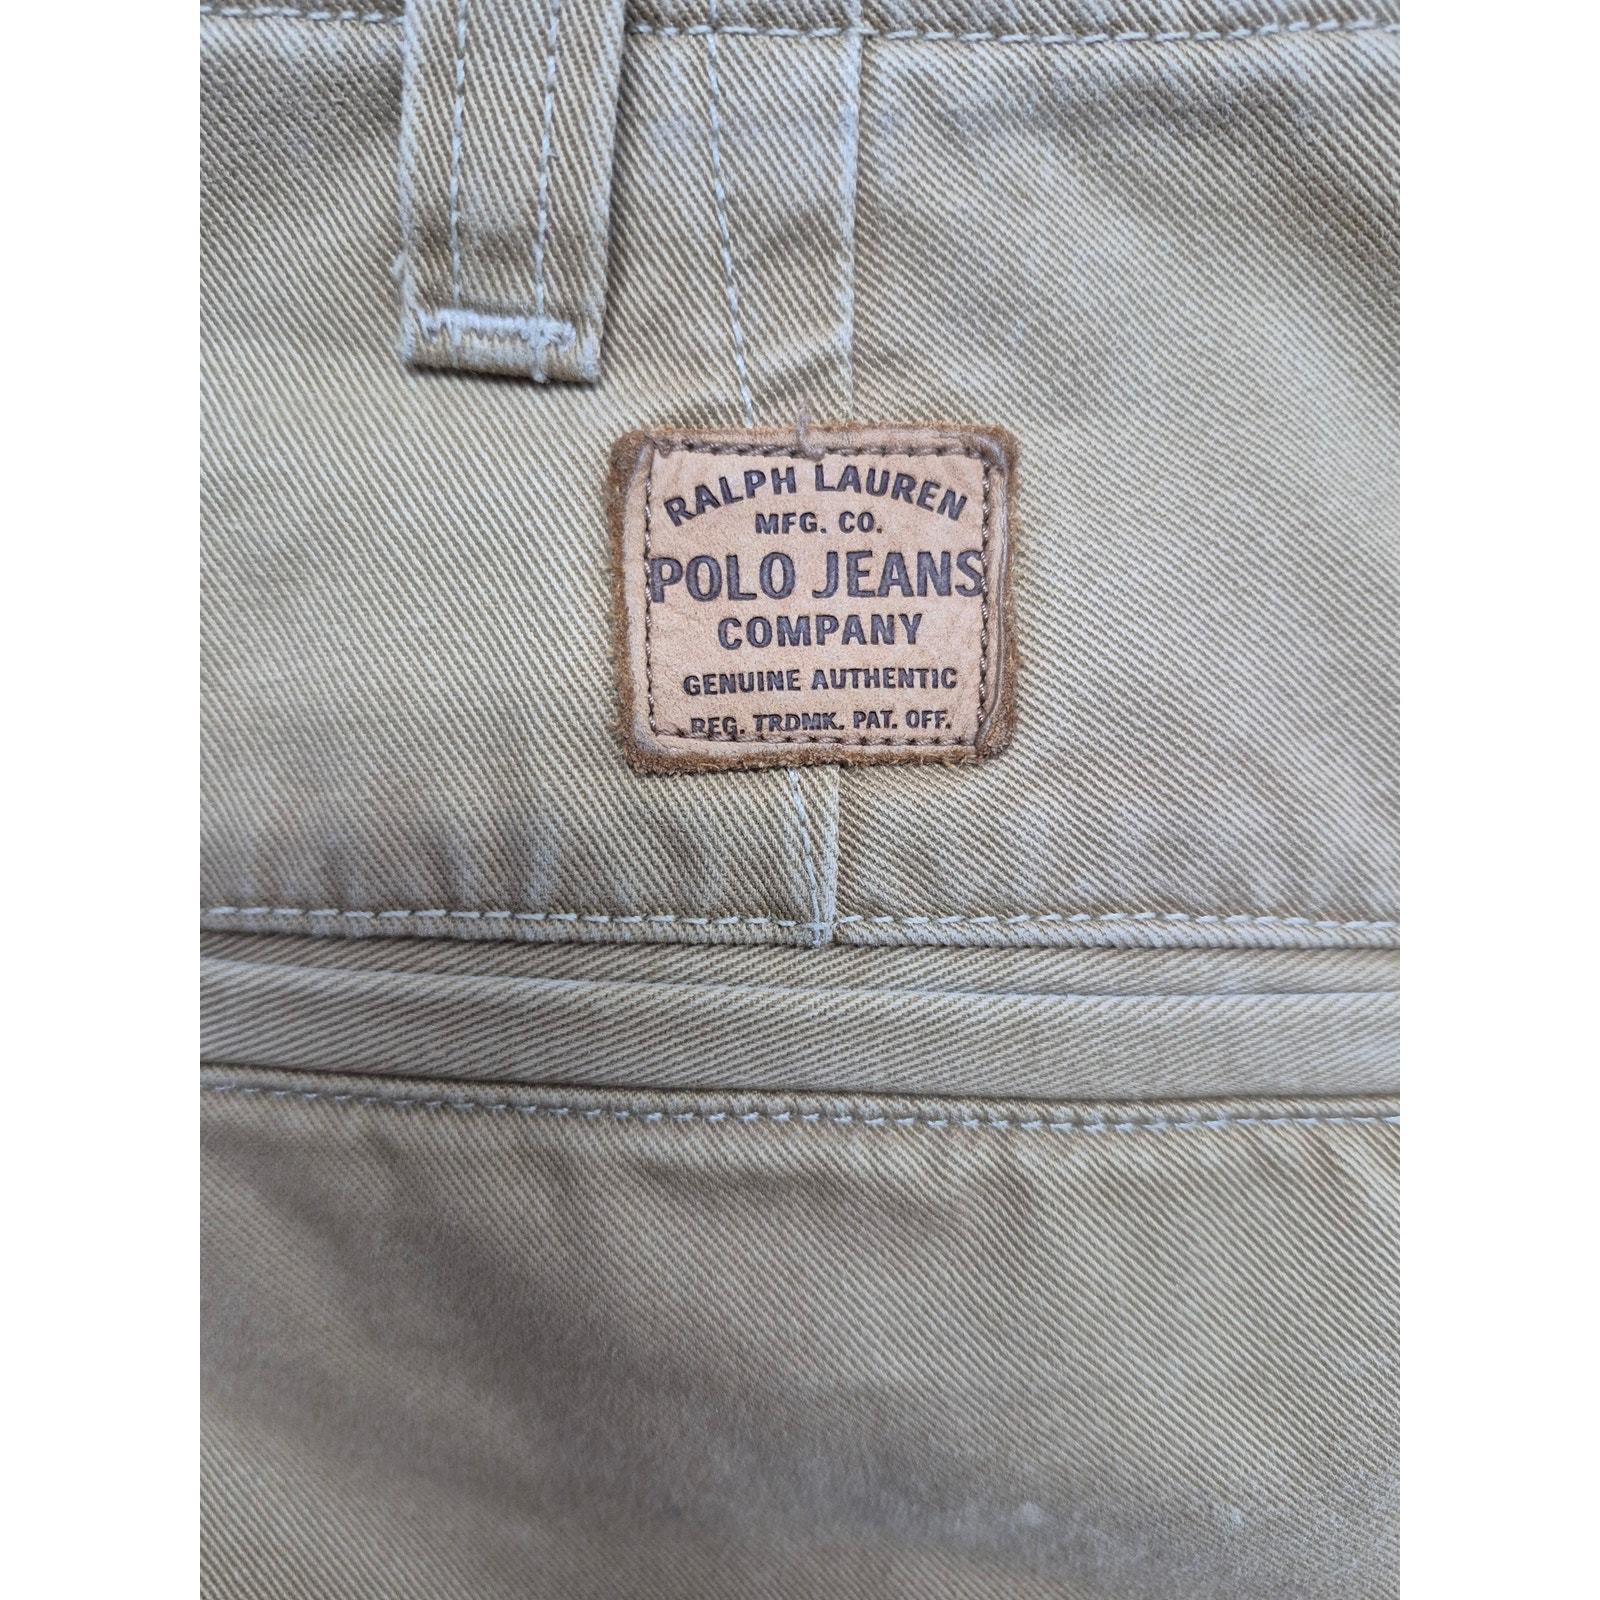 RALPH LAUREN
MFG. CO.
POLO JEANS
COMPANY
GENUINE AUTHENTIC
REG. TRDMK. PAT. OFF.